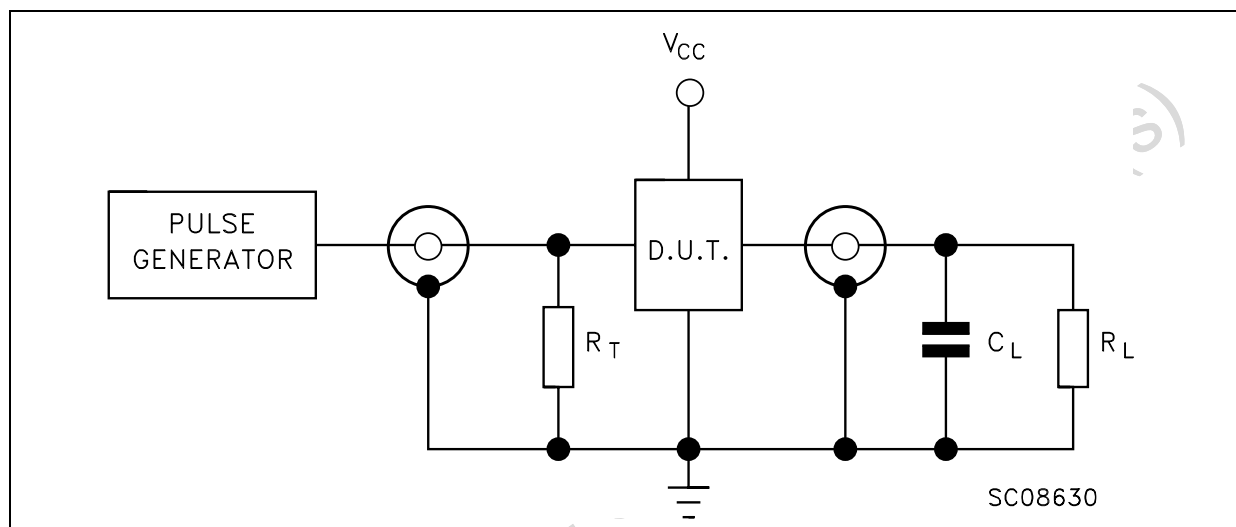 VCC
PULSE
GENERATOR
D.U.T.
RT
CL
RL
SC08630